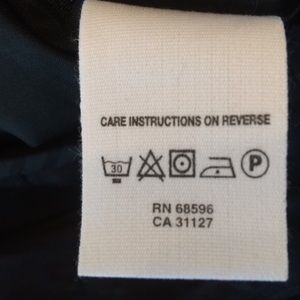 CARE INSTRUCTIONS ON REVERSE
30 P
RN 68596
CA 31127